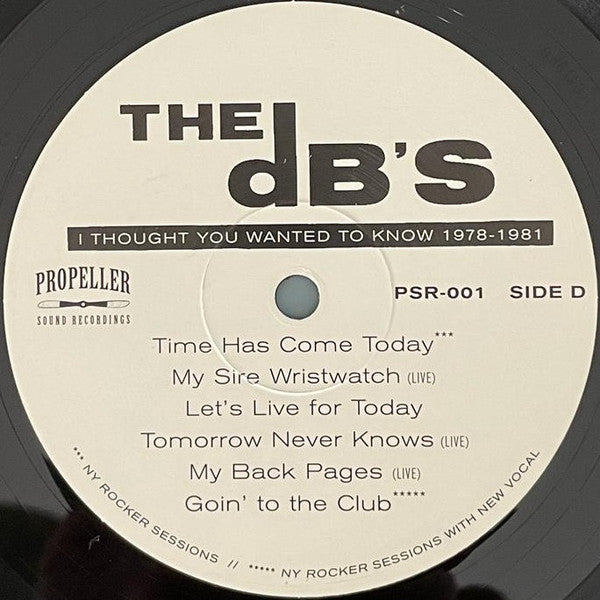 THE
dB'S
I THOUGHT YOU WANTED TO KNOW 1978-1981
PROPELLER
SOUND RECORDINGS
PSR-001 SIDE D
Time Has Come Today***
My Sire Wristwatch (LIVE)
Let's Live for Today
Tomorrow Never Knows (LIVE)
My Back Pages (LIVE)
Goin' to the Club*****
*** NY ROCKER SESSIONS // ***** NY ROCKER SESSIONS WITH NEW VOCAL